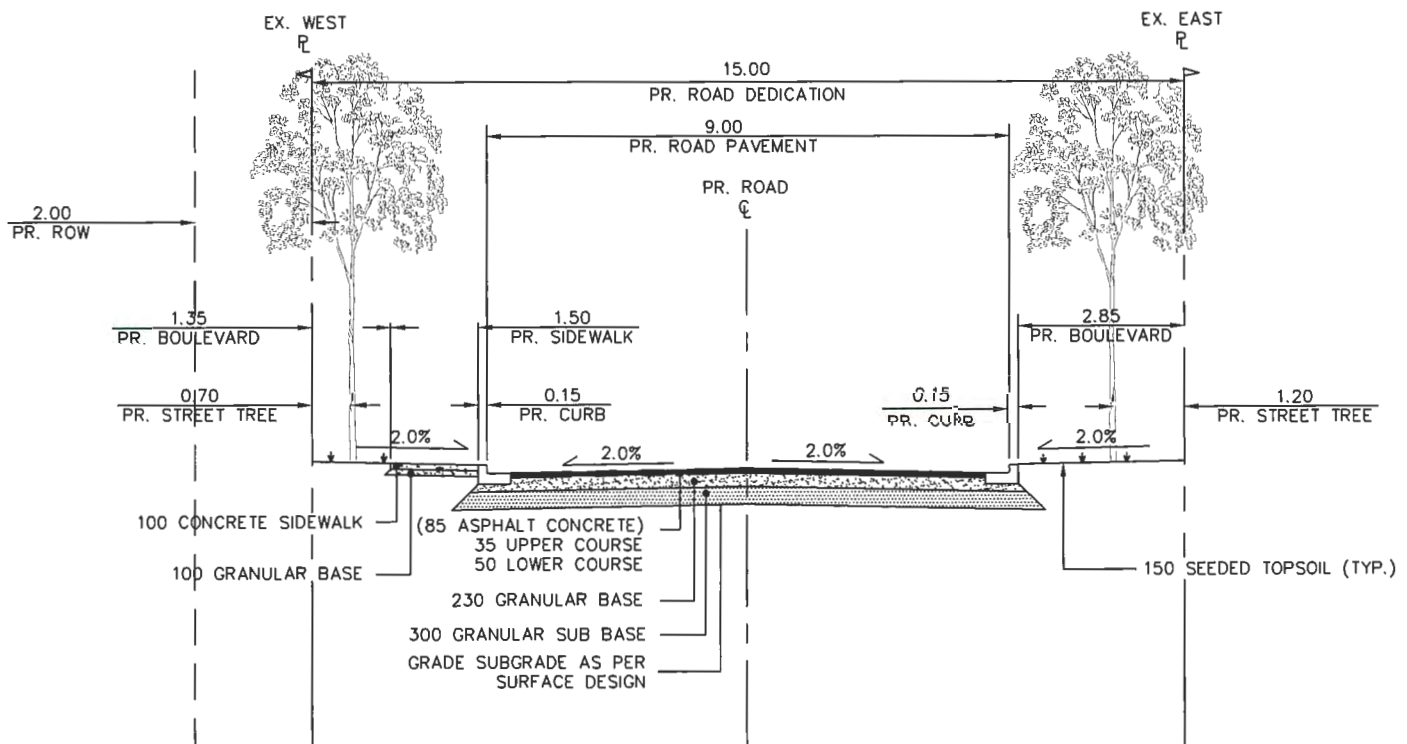 EX. WEST
PL
EX. EAST
PL
15.00
PR. ROAD DEDICATION
9.00
PR. ROAD PAVEMENT
PR. ROAD
CL
2.00
PR. ROW
1.35
PR. BOULEVARD
1.50
PR. SIDEWALK
2.85
PR. BOULEVARD
0.70
PR. STREET TREE
0.15
PR. CURB
0.15
PR. CURB
1.20
PR. STREET TREE
2.0%
2.0%
2.0%
2.0%
100 CONCRETE SIDEWALK
100 GRANULAR BASE
(85 ASPHALT CONCRETE)
35 UPPER COURSE
50 LOWER COURSE
230 GRANULAR BASE
300 GRANULAR SUB BASE
GRADE SUBGRADE AS PER
SURFACE DESIGN
150 SEEDED TOPSOIL (TYP.)